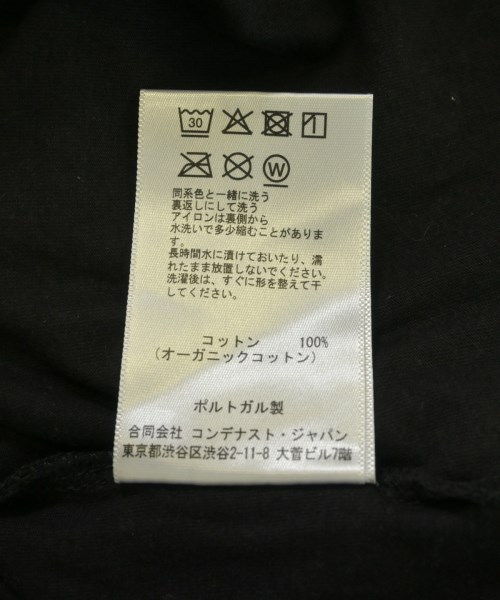 30
W
同系色と一緒に洗う
裏返しにして洗う
アイロンは裏側から
水洗いで多少縮むことがありま
す。
長時間水に漬けておいたり、濡
れたまま放置しないでください。
洗濯後は、すぐに形を整えて干
してください。
コットン 100%
(オーガニックコットン)
ポルトガル製
合同会社 コンデナスト・ジャパン
東京都渋谷区渋谷2-11-8 大菅ビル7階